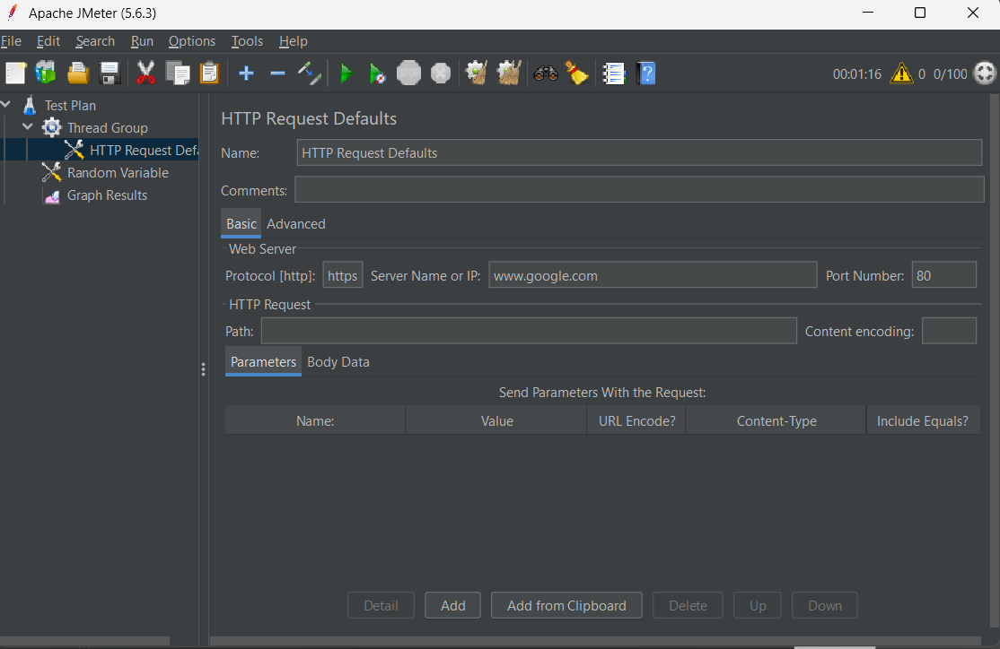 Apache JMeter (5.6.3)
File Edit Search Run Options Tools Help
STOP 00:01:16 0 0/100
Test Plan
Thread Group
HTTP Request Defa
Random Variable
Graph Results
HTTP Request Defaults
Name: HTTP Request Defaults
Comments:
Basic Advanced
Web Server
Protocol [http]: https Server Name or IP: www.google.com Port Number: 80
HTTP Request
Path: Content encoding:
Parameters Body Data
Send Parameters With the Request:
Name: Value URL Encode? Content-Type Include Equals?
Detail Add Add from Clipboard Delete Up Down